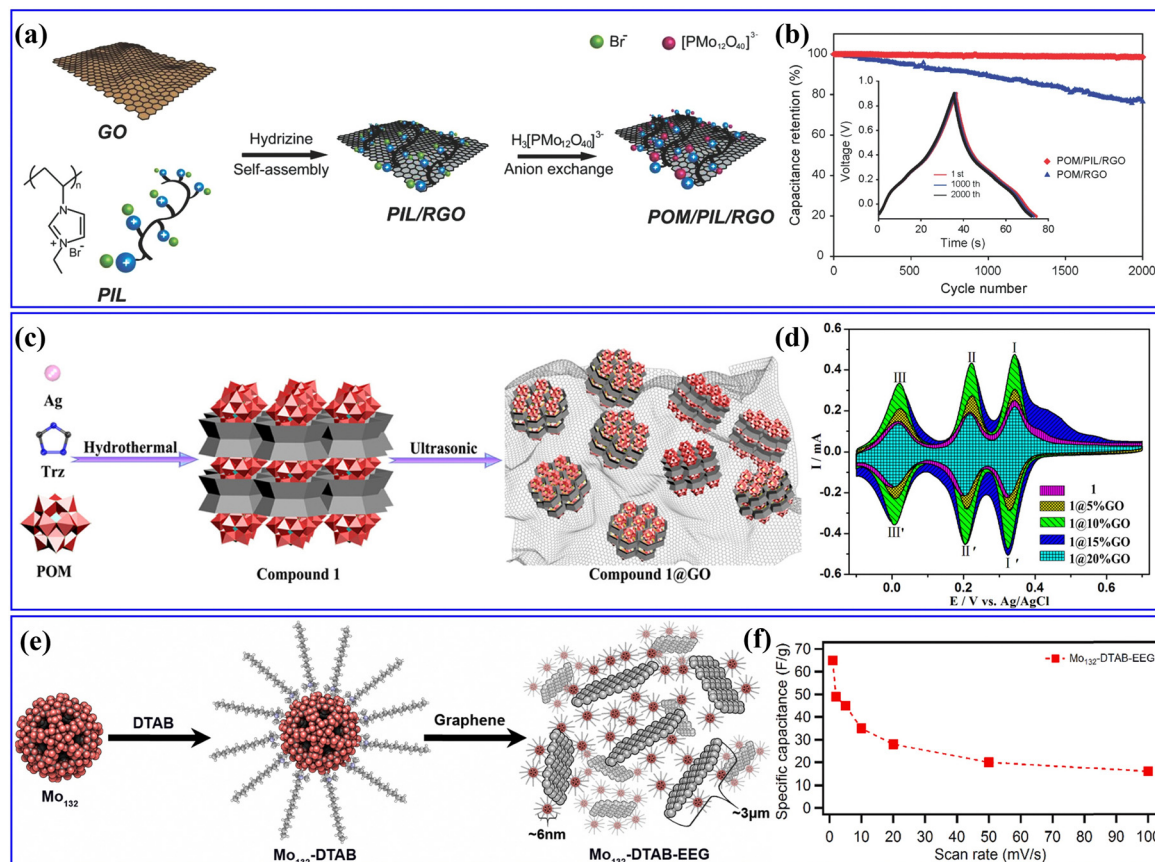 (a)
GO
PIL
n
N
N
+
Br⁻
Hydrizine
Self-assembly
PIL/RGO
Br⁻
[PMo₁₂O₄₀]³⁻
H₃[PMo₁₂O₄₀]³⁻
Anion exchange
POM/PIL/RGO
(b)
Capacitance retention (%)
100
80
60
40
20
0
0
500
1000
1500
2000
Cycle number
Voltage (V)
1.0
0.8
0.6
0.4
0.2
0.0
1 st
1000 th
2000 th
0
20
40
60
80
Time (s)
POM/PIL/RGO
POM/RGO
(c)
Ag
Trz
POM
Hydrothermal
Compound 1
Ultrasonic
Compound 1@GO
(d)
I / mA
0.6
0.4
0.2
0.0
-0.2
-0.4
-0.6
III
II
I
III'
II'
I'
1
1@5%GO
1@10%GO
1@15%GO
1@20%GO
0.0
0.2
0.4
0.6
E / V vs. Ag/AgCl
(e)
Mo₁₃₂
DTAB
Mo₁₃₂-DTAB
Graphene
~6nm
~3μm
Mo₁₃₂-DTAB-EEG
(f)
Specific capacitance (F/g)
70
60
50
40
30
20
10
0
Mo₁₃₂-DTAB-EEG
0
10
20
30
40
50
60
70
80
90
100
Scan rate (mV/s)